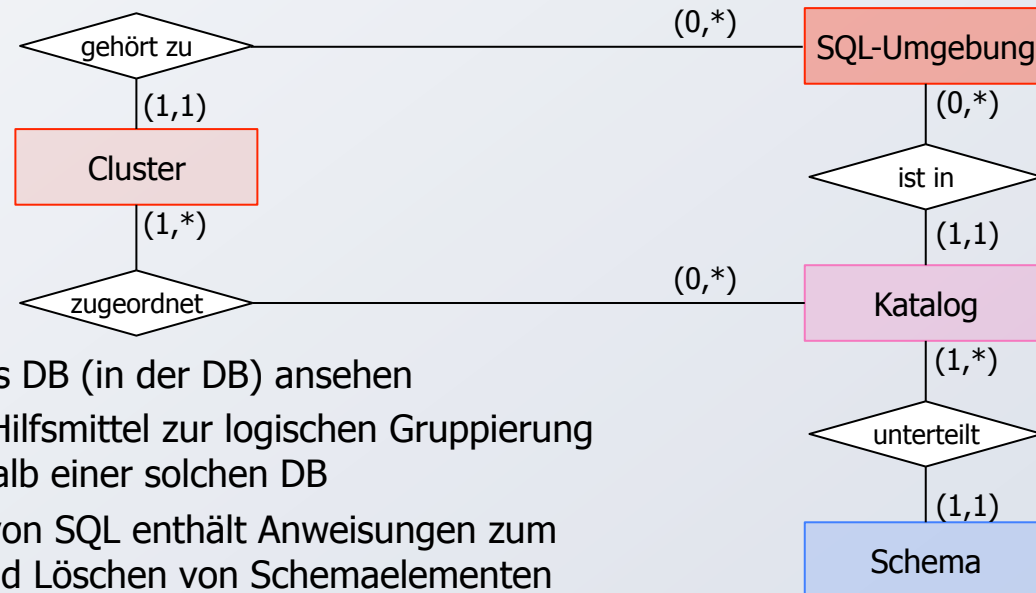 (0,*)
gehört zu
SQL-Umgebung
(1,1)
(0,*)
Cluster
ist in
(1,*)
(1,1)
(0,*)
zugeordnet
Katalog
(1,*)
s DB (in der DB) ansehen
Hilfsmittel zur logischen Gruppierung
unterteilt
alb einer solchen DB
(1,1)
von SQL enthält Anweisungen zum
d Löschen von Schemaelementen
Schema